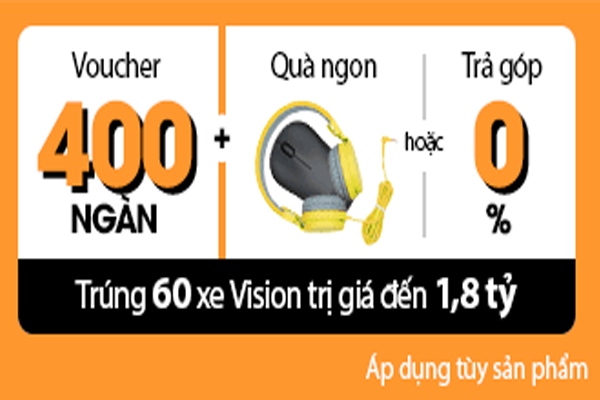 Voucher
400
NGÀN
+
Quà ngon
hoặc
Trả góp
0
%
Trúng 60 xe Vision trị giá đến 1,8 tỷ
Áp dụng tùy sản phẩm